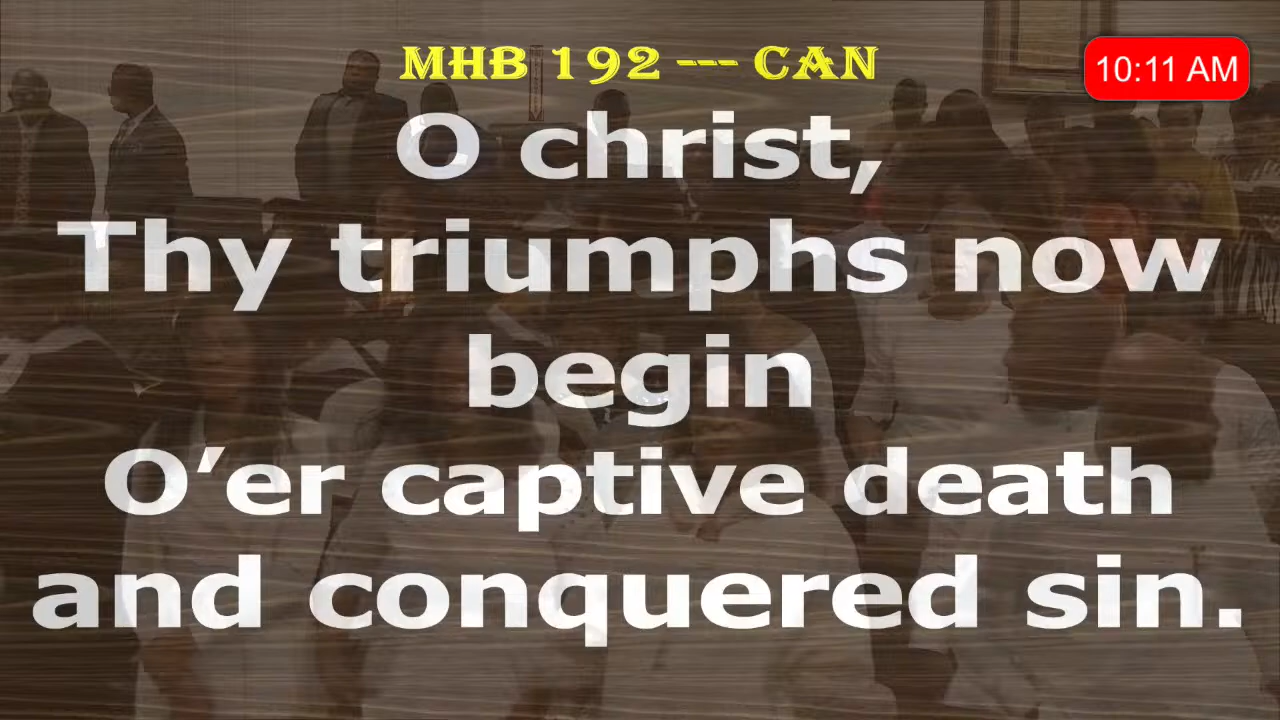 MHB 192 --- CAN
10:11 AM
O christ,
Thy triumphs now
begin
O’er captive death
and conquered sin.